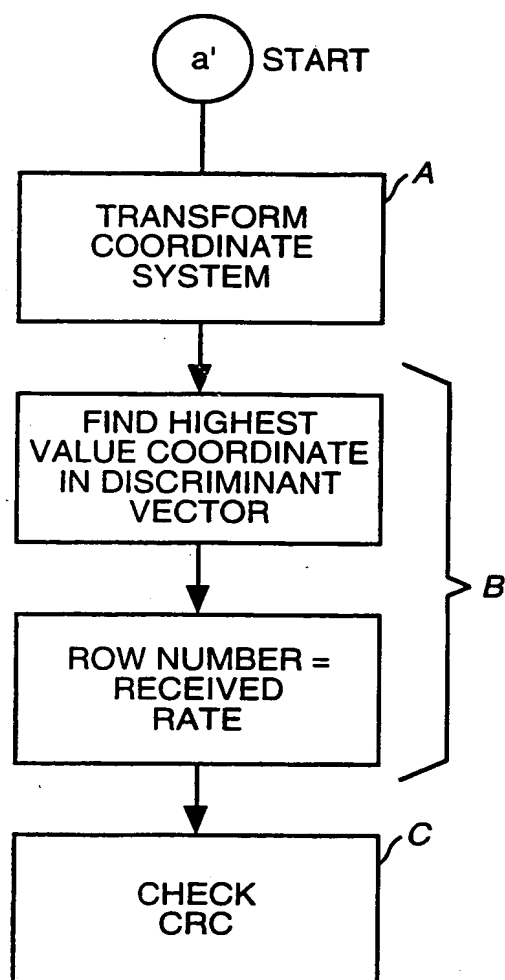 a' START
A
TRANSFORM
COORDINATE
SYSTEM
FIND HIGHEST
VALUE COORDINATE
IN DISCRIMINANT
VECTOR
B
ROW NUMBER =
RECEIVED
RATE
C
CHECK
CRC